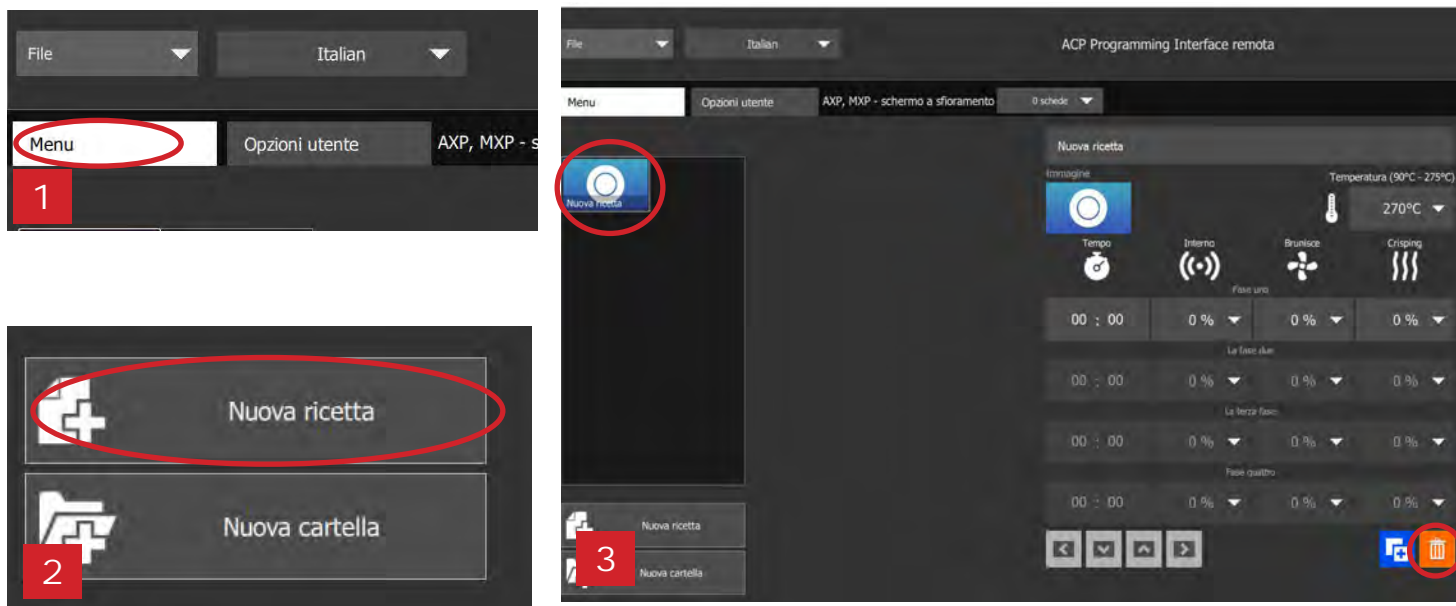 File
Italian
Menu
Opzioni utente
AXP, MXP - s
1
Nuova ricetta
Nuova cartella
2
File
Italian
ACP Programming Interface remota
Menu
Opzioni utente
AXP, MXP - schermo a sfioramento
0 schede
Nuova ricetta
Nuova ricetta
Immagine
Temperatura (90°C - 275°C)
270°C
Tempo
Interno
Brunisce
Crisping
Fase uno
00 : 00 0 % 0 % 0 %
La fase due
00 : 00 0 % 0 % 0 %
La terza fase
00 : 00 0 % 0 % 0 %
Fase quattro
00 : 00 0 % 0 % 0 %
Nuova ricetta
Nuova cartella
3